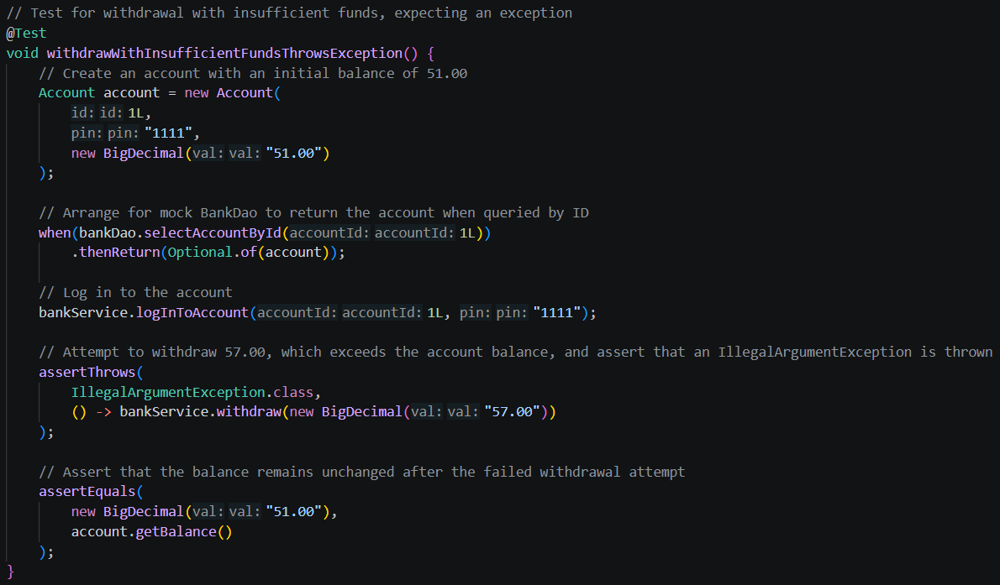 // Test for withdrawal with insufficient funds, expecting an exception
@Test
void withdrawWithInsufficientFundsThrowsException() {
    // Create an account with an initial balance of 51.00
    Account account = new Account(
        id: id: 1L,
        pin: pin: "1111",
        new BigDecimal(val: val: "51.00")
    );

    // Arrange for mock BankDao to return the account when queried by ID
    when(bankDao.selectAccountById(accountId: accountId: 1L))
        .thenReturn(Optional.of(account));

    // Log in to the account
    bankService.logInToAccount(accountId: accountId: 1L, pin: pin: "1111");

    // Attempt to withdraw 57.00, which exceeds the account balance, and assert that an IllegalArgumentException is thrown
    assertThrows(
        IllegalArgumentException.class,
        () -> bankService.withdraw(new BigDecimal(val: val: "57.00"))
    );

    // Assert that the balance remains unchanged after the failed withdrawal attempt
    assertEquals(
        new BigDecimal(val: val: "51.00"),
        account.getBalance()
    );
}